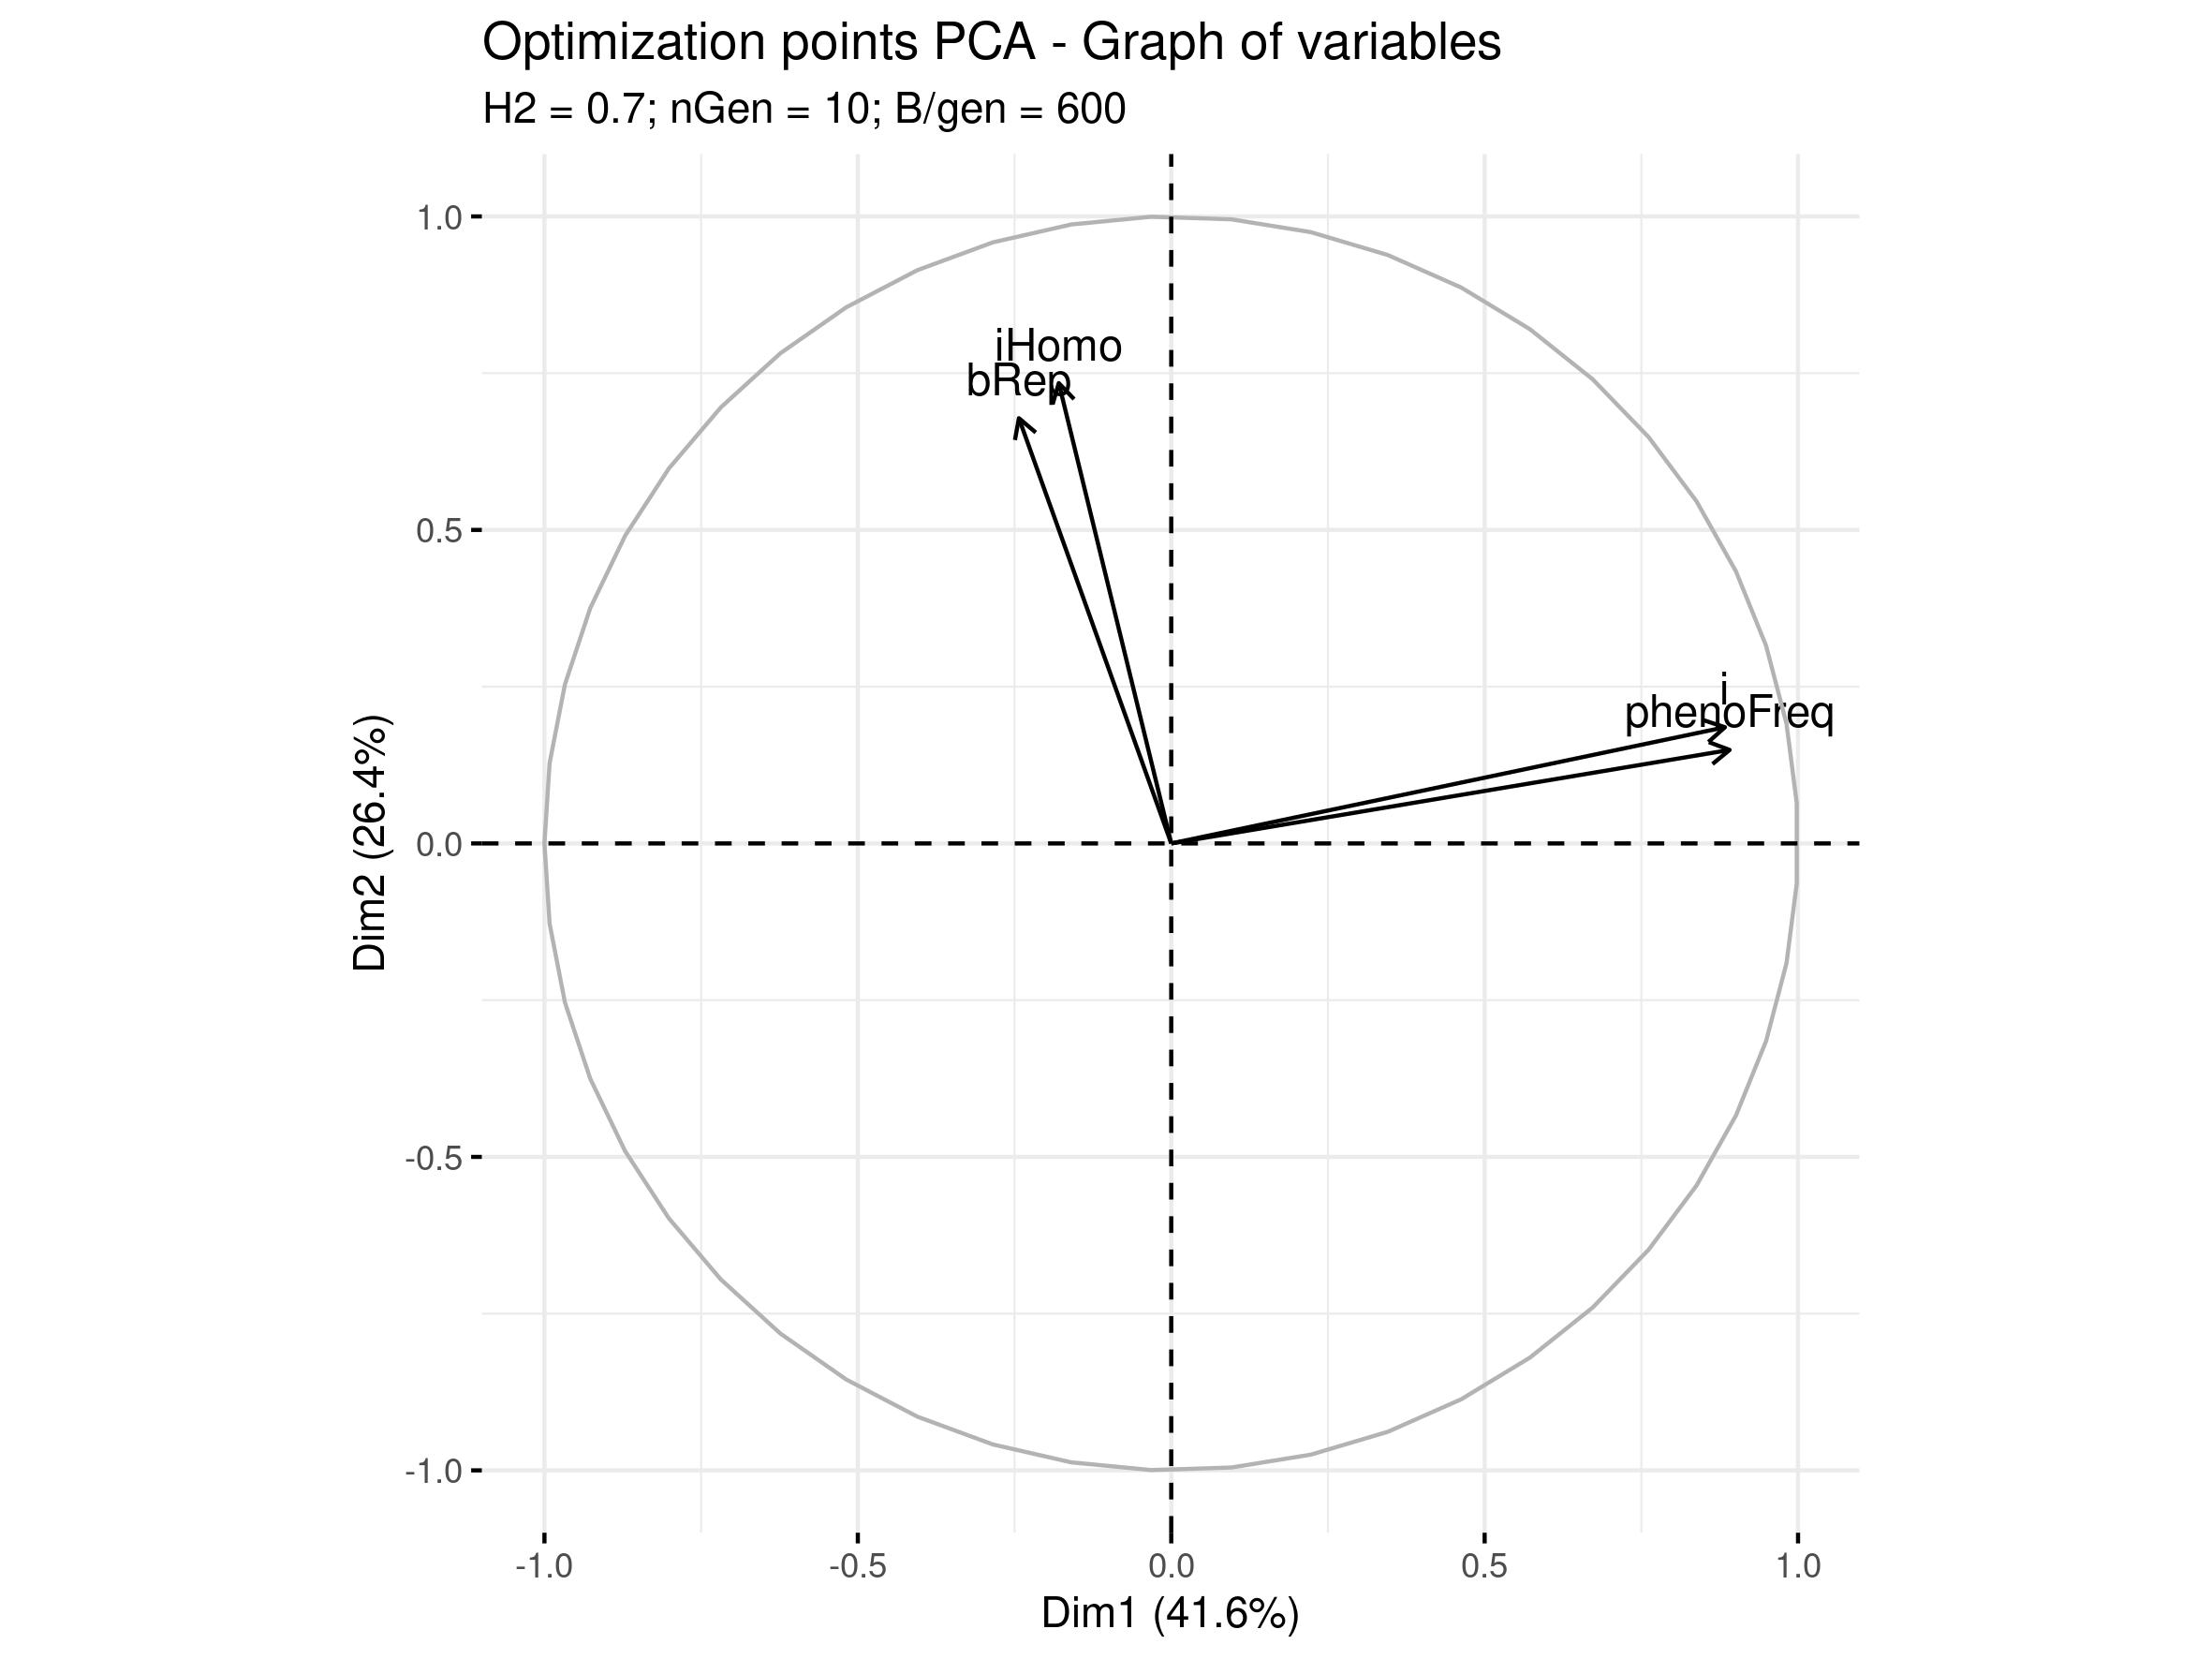 Optimization points PCA - Graph of variables
H2 = 0.7; nGen = 10; B/gen = 600
1.0
0.5
0.0
-0.5
-1.0
Dim2 (26.4%)
iHomo
bRep
i
phenoFreq
-1.0
-0.5
0.0
0.5
1.0
Dim1 (41.6%)